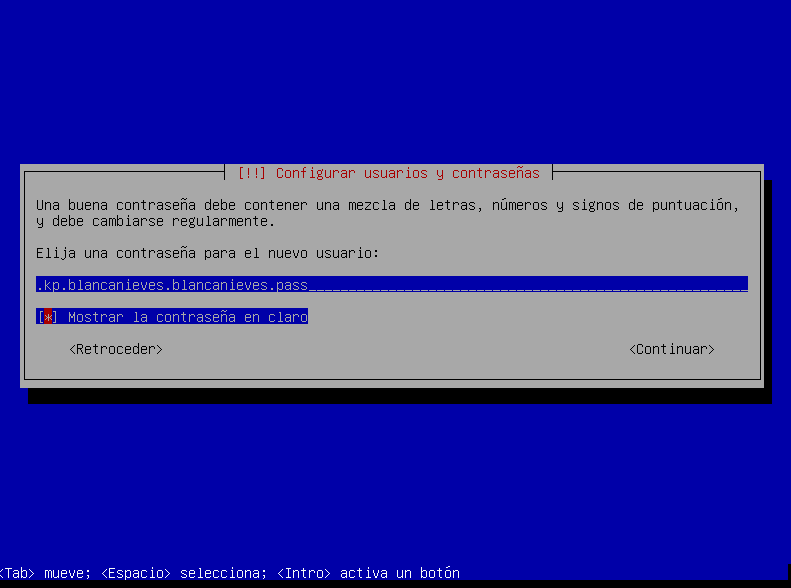 [!!] Configurar usuarios y contraseñas
Una buena contraseña debe contener una mezcla de letras, números y signos de puntuación,
y debe cambiarse regularmente.
Elija una contraseña para el nuevo usuario:
.kp.blancanieves.blancanieves.pass
[*] Mostrar la contraseña en claro
<Retroceder> <Continuar>
<Tab> mueve; <Espacio> selecciona; <Intro> activa un botón